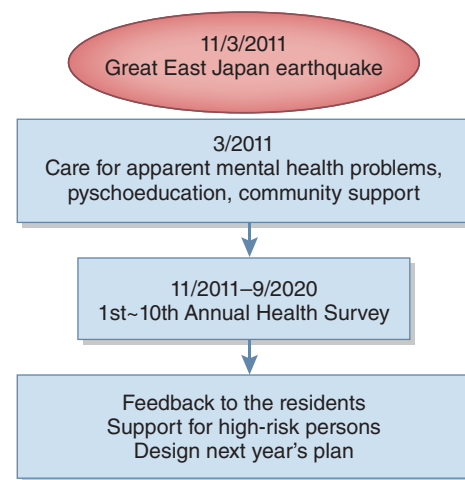 11/3/2011
Great East Japan earthquake
3/2011
Care for apparent mental health problems,
pyschoeducation, community support
11/2011–9/2020
1st~10th Annual Health Survey
Feedback to the residents
Support for high-risk persons
Design next year's plan